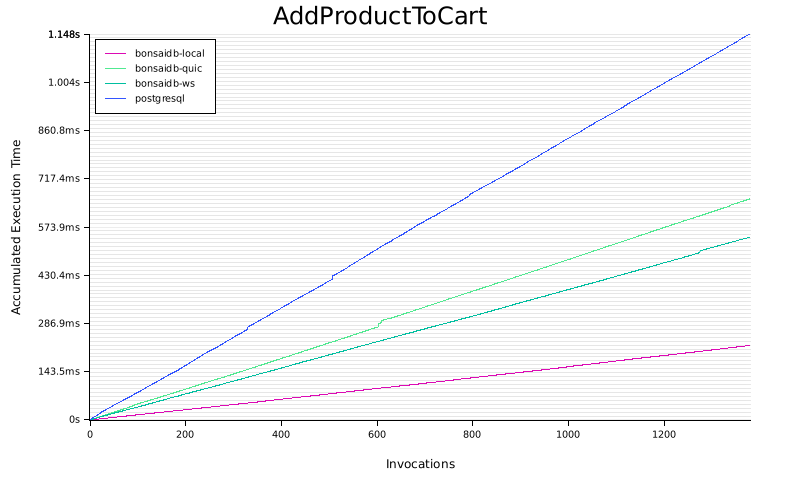 AddProductToCart
1.148s
1.004s
860.8ms
717.4ms
573.9ms
430.4ms
286.9ms
143.5ms
0s
Accumulated Execution Time
bonsaidb-local
bonsaidb-quic
bonsaidb-ws
postgresql
0 200 400 600 800 1000 1200
Invocations